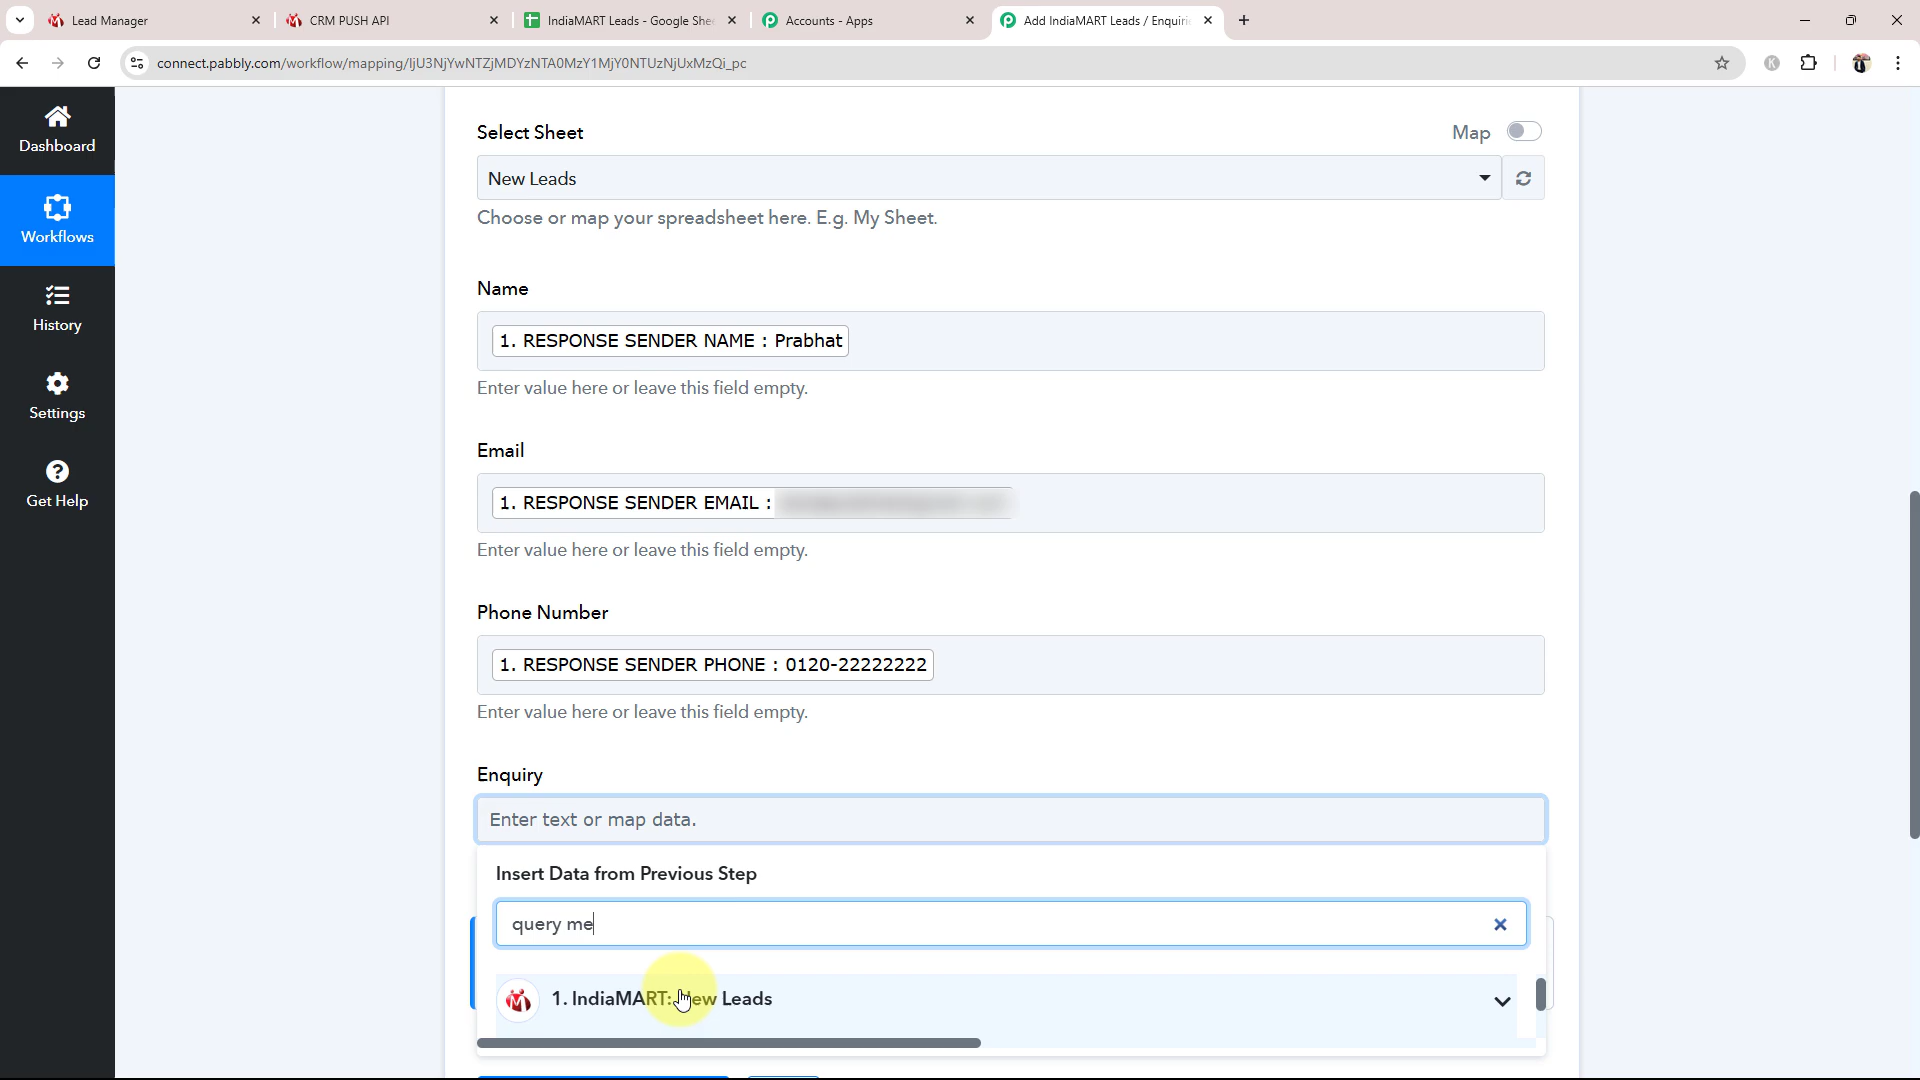 Lead Manager
CRM PUSH API
IndiaMART Leads - Google She
Accounts - Apps
Add IndiaMART Leads / Enquirie
connect.pabbly.com/workflow/mapping/IjU3NjYwNTZjMDYzNTA0MzY1MjY0NTUzNjUxMzQi_pc
K
Dashboard
Workflows
History
Settings
Get Help
Select Sheet
Map
New Leads
Choose or map your spreadsheet here. E.g. My Sheet.
Name
1. RESPONSE SENDER NAME : Prabhat
Enter value here or leave this field empty.
Email
1. RESPONSE SENDER EMAIL :
Enter value here or leave this field empty.
Phone Number
1. RESPONSE SENDER PHONE : 0120-22222222
Enter value here or leave this field empty.
Enquiry
Enter text or map data.
Insert Data from Previous Step
query me
1. IndiaMART: New Leads